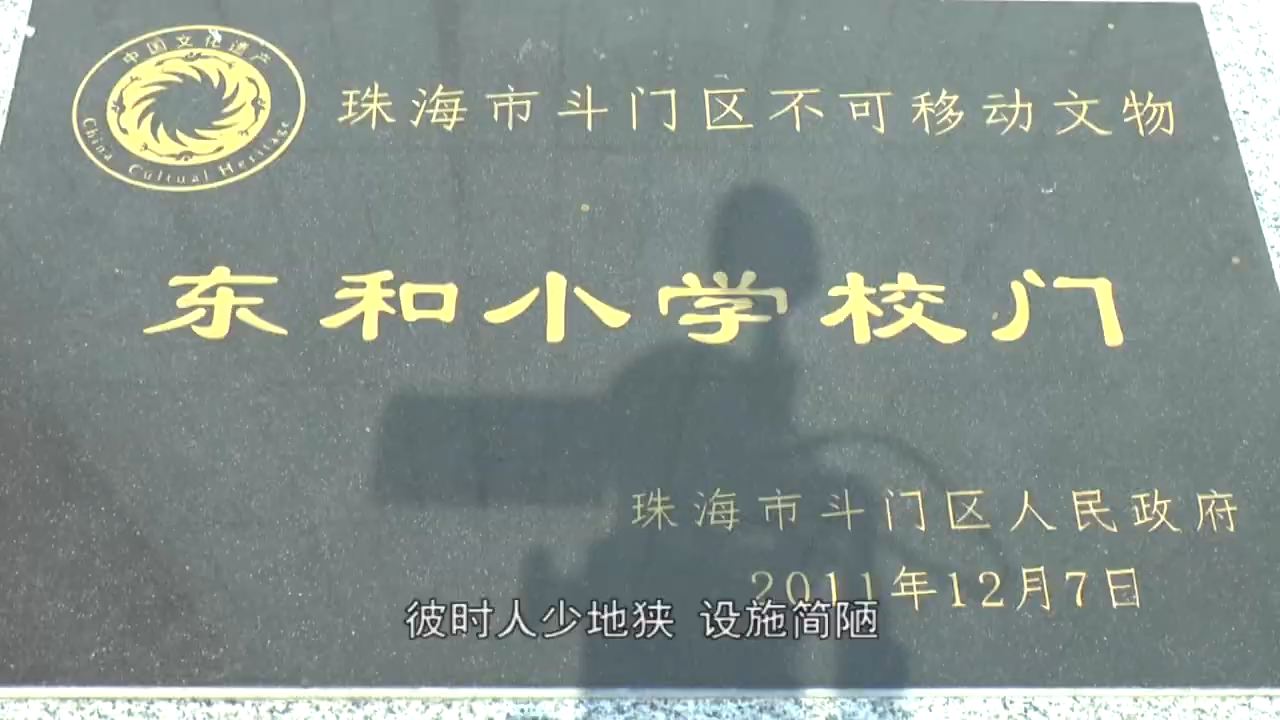 中国文化遗产
China Cultural Heritage
珠海市斗门区不可移动文物
东和小学校门
珠海市斗门区人民政府
2011年12月7日
彼时人少地狭 设施简陋